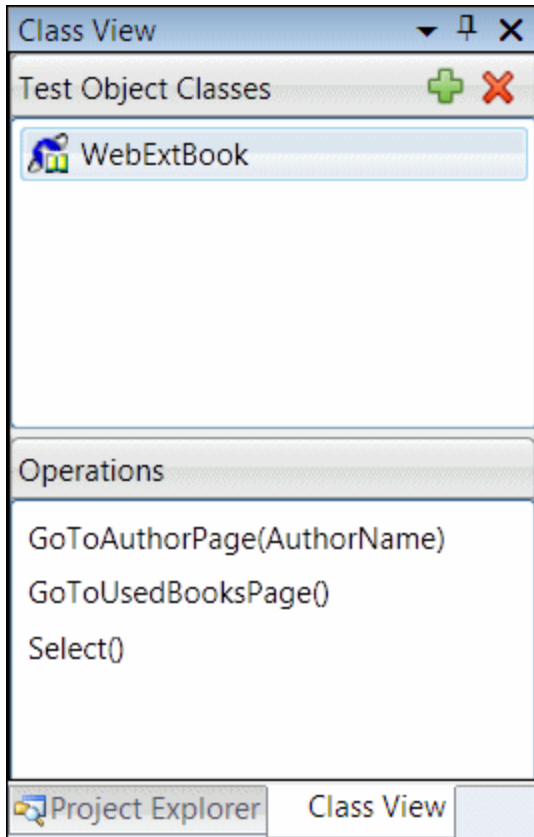 Class View
Test Object Classes
WebExtBook
Operations
GoToAuthorPage(AuthorName)
GoToUsedBooksPage()
Select()
Project Explorer Class View